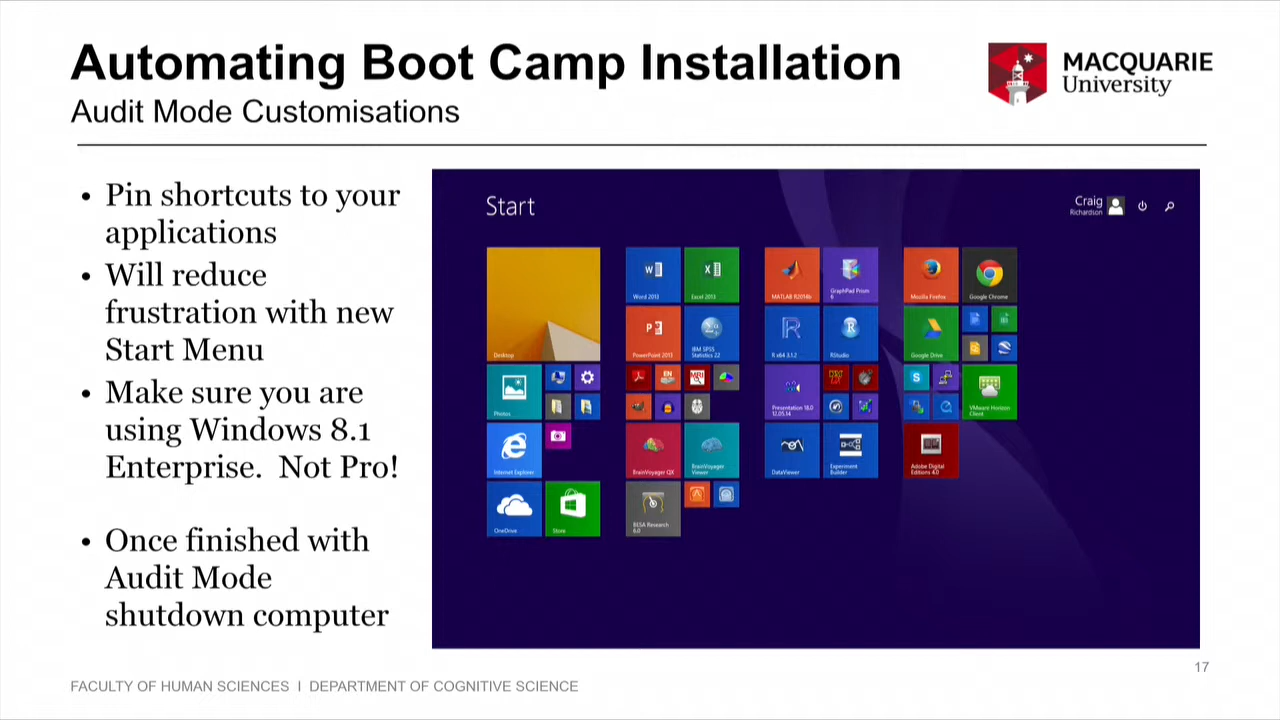 Automating Boot Camp Installation
Audit Mode Customisations
MACQUARIE
University
• Pin shortcuts to your
applications
• Will reduce
frustration with new
Start Menu
• Make sure you are
using Windows 8.1
Enterprise.  Not Pro!
• Once finished with
Audit Mode
shutdown computer
Start
Craig
Richardson
Desktop
Word 2013
Excel 2013
MATLAB R2014b
GraphPad Prism
6
Mozilla Firefox
Google Chrome
PowerPoint 2013
IBM SPSS
Statistics 22
R x64 3.1.2
RStudio
Google Drive
Photos
Presentation 18.0
12.05.14
VMware Horizon
Client
Internet Explorer
BrainVoyager QX
BrainVoyager
Viewer
DataViewer
Experiment
Builder
Adobe Digital
Editions 4.0
OneDrive
Store
BESA Research
6.0
17
FACULTY OF HUMAN SCIENCES I DEPARTMENT OF COGNITIVE SCIENCE